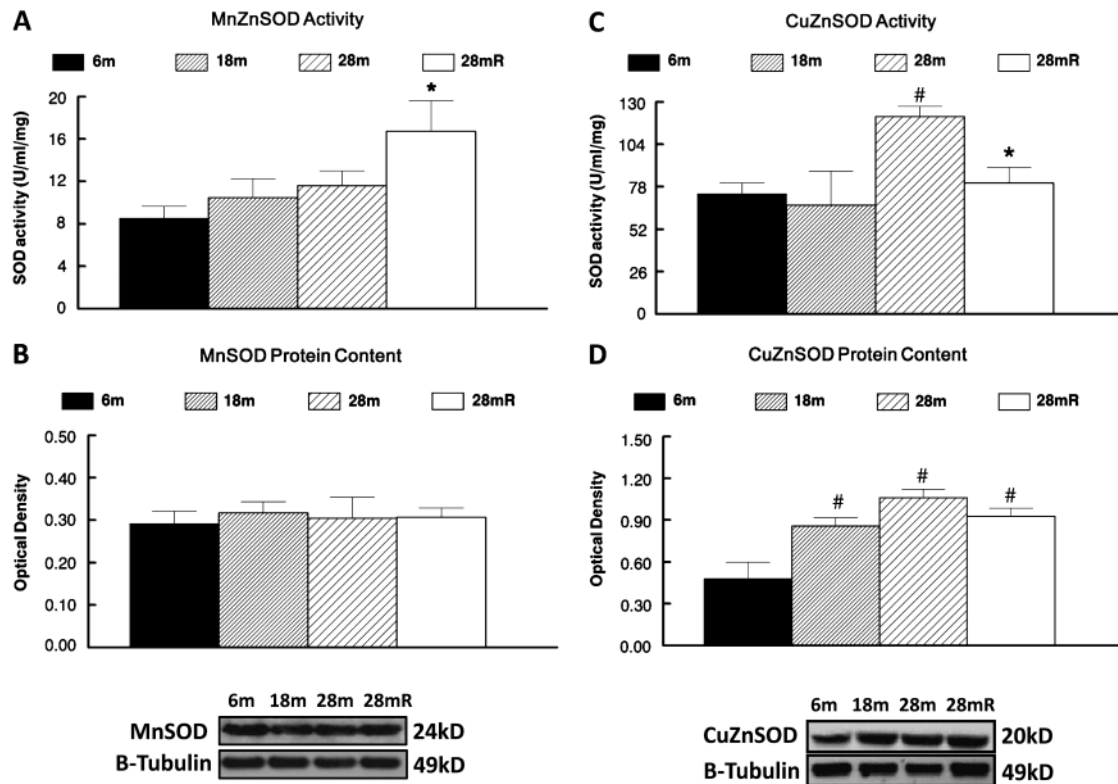 A
MnZnSOD Activity
6m 18m 28m 28mR
SOD activity (U/ml/mg)
20
16
12
8
4
0
*
B
MnSOD Protein Content
6m 18m 28m 28mR
Optical Density
0.50
0.40
0.30
0.20
0.10
0.00
6m 18m 28m 28mR
MnSOD 24kD
B-Tubulin 49kD
C
CuZnSOD Activity
6m 18m 28m 28mR
SOD activity (U/ml/mg)
130
104
78
52
26
0
#
*
D
CuZnSOD Protein Content
6m 18m 28m 28mR
Optical Density
1.50
1.20
0.90
0.60
0.30
0.00
# # #
6m 18m 28m 28mR
CuZnSOD 20kD
B-Tubulin 49kD